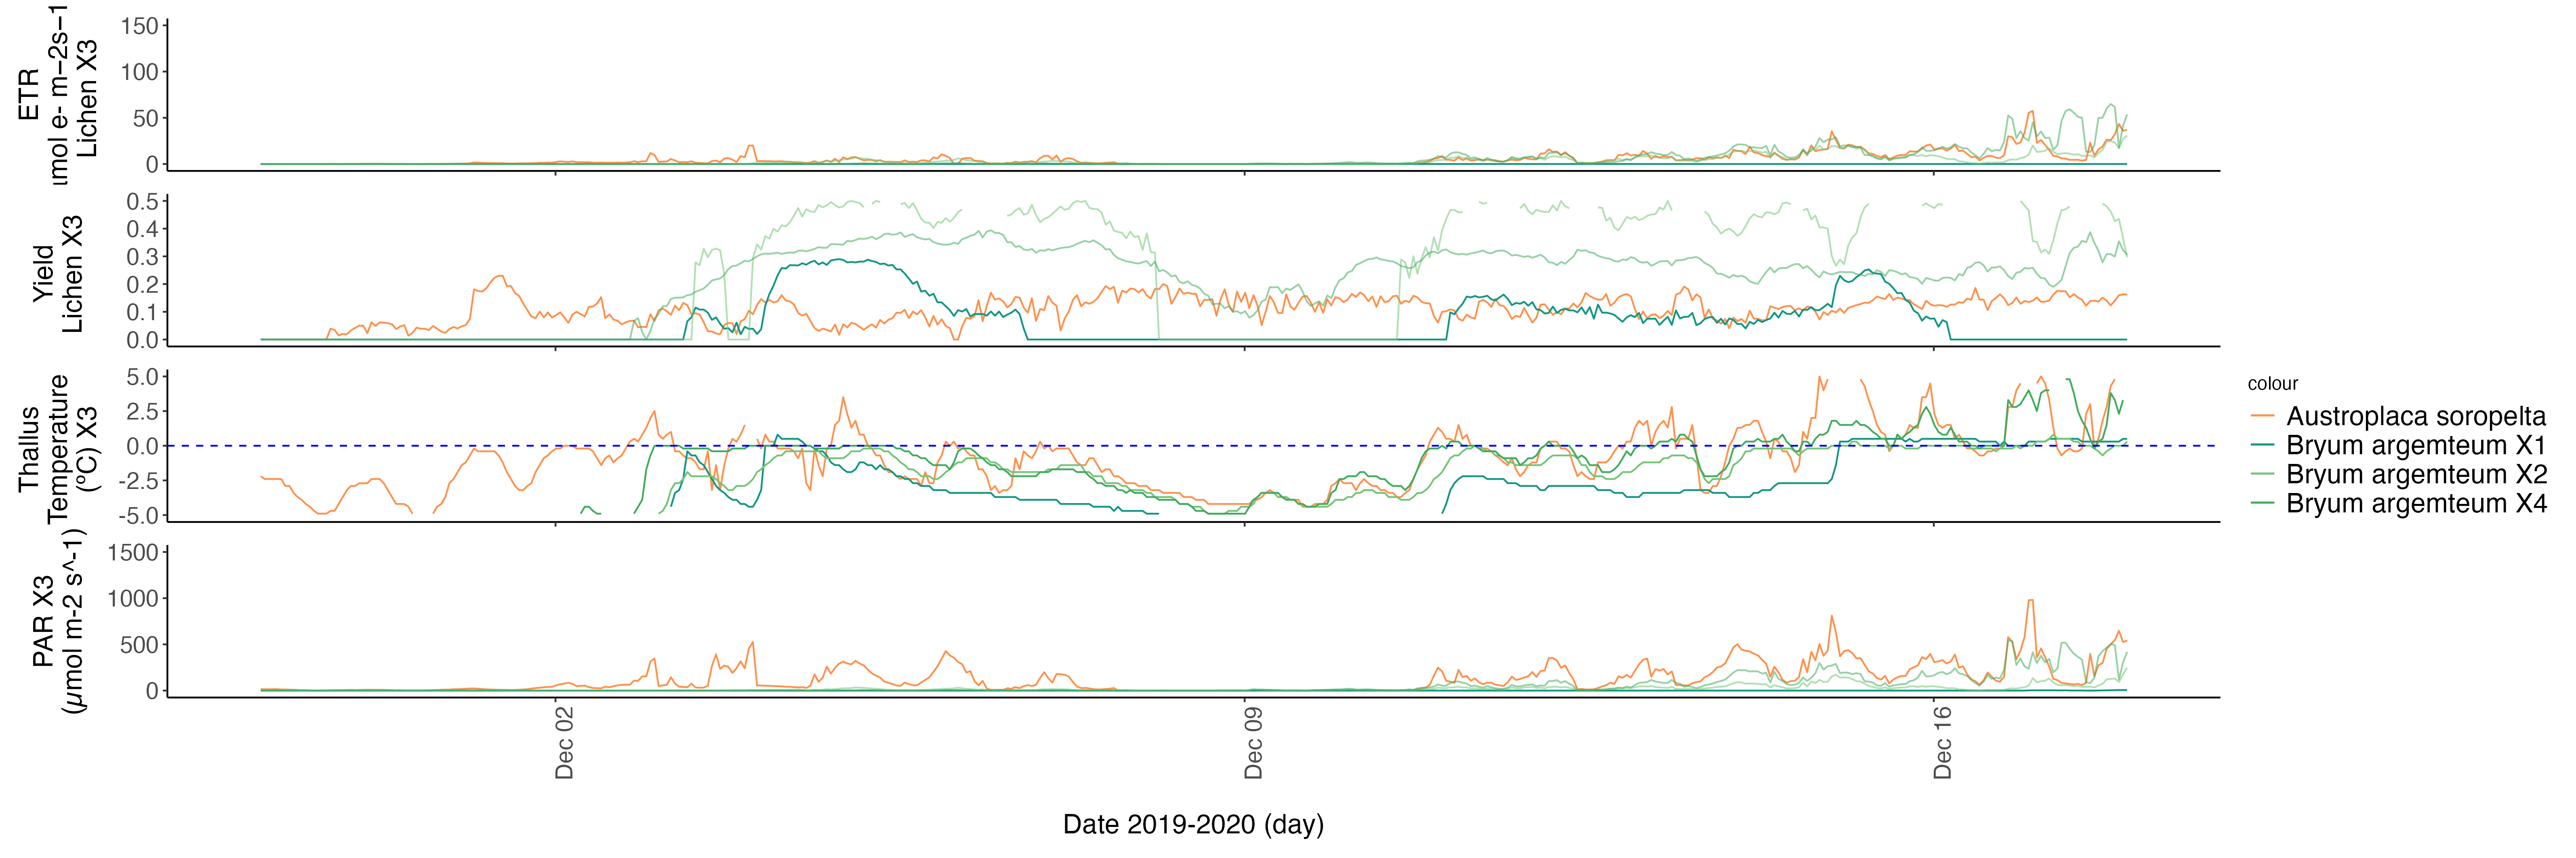 ETR
µmol e- m−2s−1
Lichen X3
150
100
50
0
Yield
Lichen X3
0.5
0.4
0.3
0.2
0.1
0.0
Thallus
Temperature
(ºC) X3
5.0
2.5
0.0
-2.5
-5.0
PAR X3
(µmol m-2 s^-1)
1500
1000
500
0
Dec 02
Dec 09
Dec 16
Date 2019-2020 (day)
colour
Austroplaca soropelta
Bryum argemteum X1
Bryum argemteum X2
Bryum argemteum X4